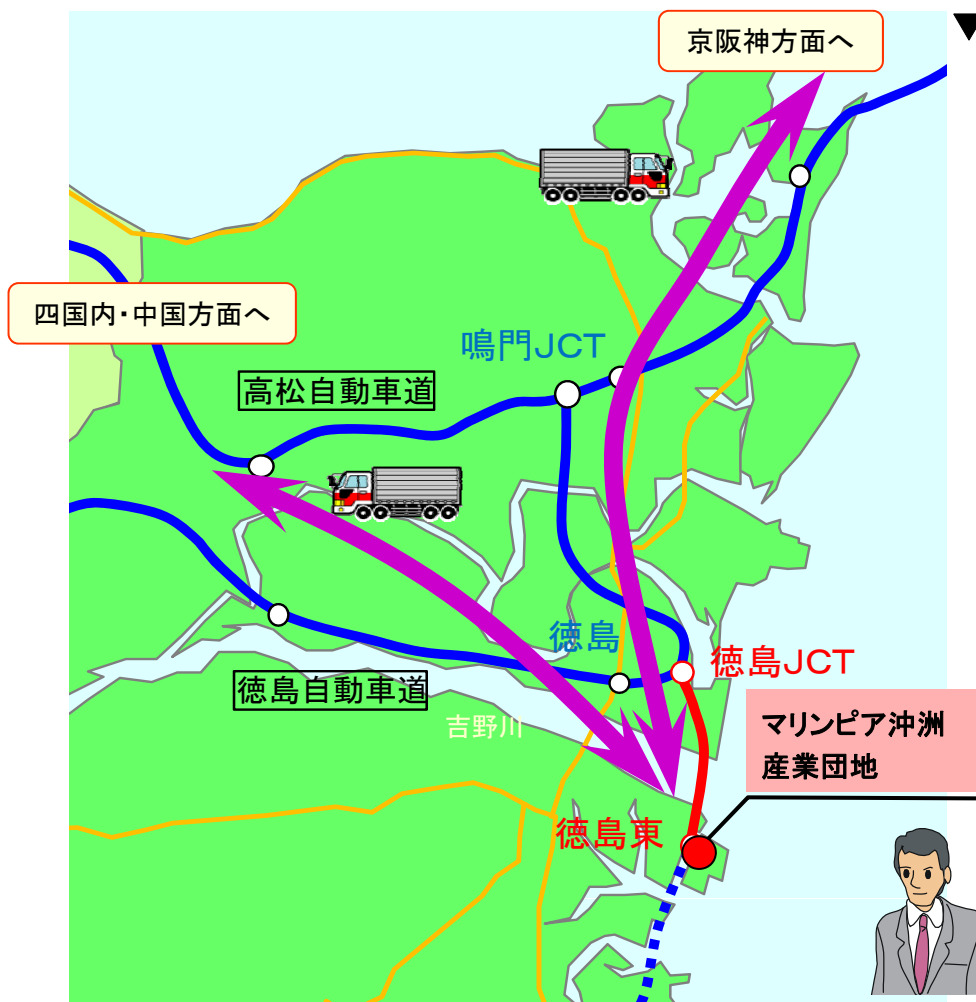 京阪神方面へ
▼
四国内・中国方面へ
鳴門JCT
高松自動車道
徳島
徳島JCT
徳島自動車道
吉野川
マリンピア沖洲
産業団地
徳島東